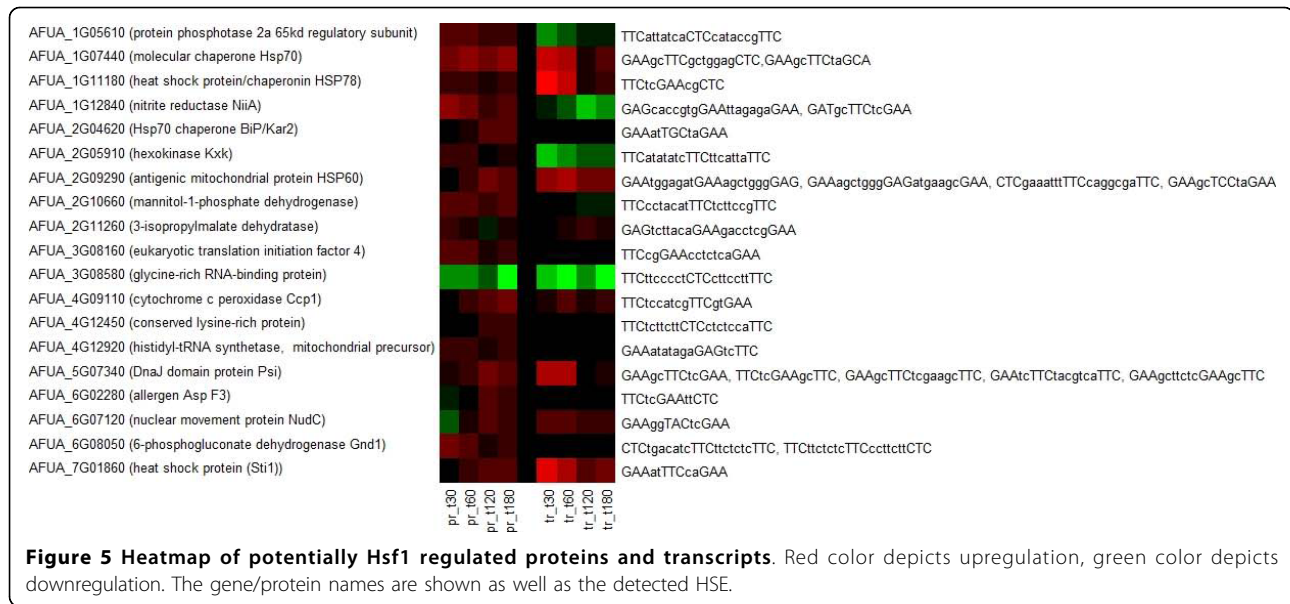 AFUA_1G05610 (protein phosphotase 2a 65kd regulatory subunit) TTCattatcaCTCcataccgTTC
AFUA_1G07440 (molecular chaperone Hsp70) GAAgcTTCgctggagCTC,GAAgcTTCtaGCA
AFUA_1G11180 (heat shock protein/chaperonin HSP78) TTCtcGAAcgCTC
AFUA_1G12840 (nitrite reductase NiiA) GAGcaccgtgGAAttagagaGAA, GATgcTTCtcGAA
AFUA_2G04620 (Hsp70 chaperone BiP/Kar2) GAAatTGCtaGAA
AFUA_2G05910 (hexokinase Kxk) TTCatatatcTTCttcattaTTC
AFUA_2G09290 (antigenic mitochondrial protein HSP60) GAAtggagatGAAagctgggGAG, GAAagctgggGAGatgaagcGAA, CTCgaaatttTTCcaggcgaTTC, GAAgcTCCtaGAA
AFUA_2G10660 (mannitol-1-phosphate dehydrogenase) TTCcctacatTTCtcttccgTTC
AFUA_2G11260 (3-isopropylmalate dehydratase) GAGtcttacaGAAgacctcgGAA
AFUA_3G08160 (eukaryotic translation initiation factor 4) TTCcgGAAcctctcaGAA
AFUA_3G08580 (glycine-rich RNA-binding protein) TTCttcccctCTCcttccttTTC
AFUA_4G09110 (cytochrome c peroxidase Ccp1) TTCtccatcgTTCgtGAA
AFUA_4G12450 (conserved lysine-rich protein) TTCtcttcttCTCctctccaTTC
AFUA_4G12920 (histidyl-tRNA synthetase, mitochondrial precursor) GAAatatagaGAGtcTTC
AFUA_5G07340 (DnaJ domain protein Psi) GAAgcTTCtcGAA, TTCtcGAAgcTTC, GAAgcTTCtcgaagcTTC, GAAtcTTCtacgtcaTTC, GAAgcttctcGAAgcTTC
AFUA_6G02280 (allergen Asp F3) TTCtcGAAttCTC
AFUA_6G07120 (nuclear movement protein NudC) GAAggTACtcGAA
AFUA_6G08050 (6-phosphogluconate dehydrogenase Gnd1) CTCtgacatcTTCttctctcTTC, TTCttctctcTTCccttcttCTC
AFUA_7G01860 (heat shock protein (Sti1)) GAAatTTCcaGAA
pr_t30 pr_t60 pr_t120 pr_t180 tr_t30 tr_t60 tr_t120 tr_t180
Figure 5 Heatmap of potentially Hsf1 regulated proteins and transcripts. Red color depicts upregulation, green color depicts
downregulation. The gene/protein names are shown as well as the detected HSE.